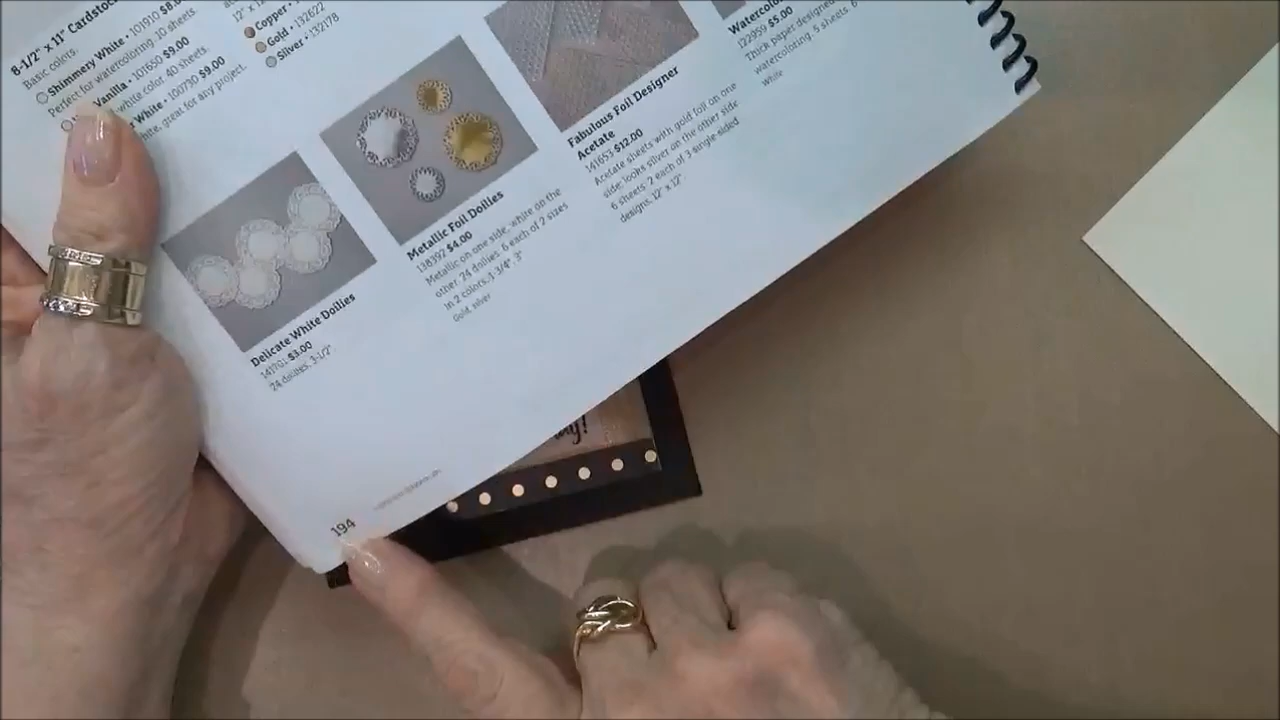 8-1/2" x 11" Cardstock
Basic colors.
Shimmery White • 101910
Perfect for watercoloring. 10 sheets
Vanilla • 101650 $9.00
white color. 40 sheets.
White • 100730 $9.00
great for any project.
Copper • 132622
Gold • 132622
Silver • 132178
Delicate White Doilies
141701 $3.00
24 doilies. 3-1/2"
Metallic Foil Doilies
138392 $4.00
Metallic on one side, white on the
other. 24 doilies: 6 each of 2 sizes
in 2 colors. 1-3/4", 3"
Gold, silver
Fabulous Foil Designer
Acetate
141653 $12.00
Acetate sheets with gold foil on one
side; looks silver on the other side.
6 sheets: 2 each of 3 single-sided
designs. 12" x 12"
122959 $5.00
Thick paper designed
watercoloring. 5 sheets.
White
194